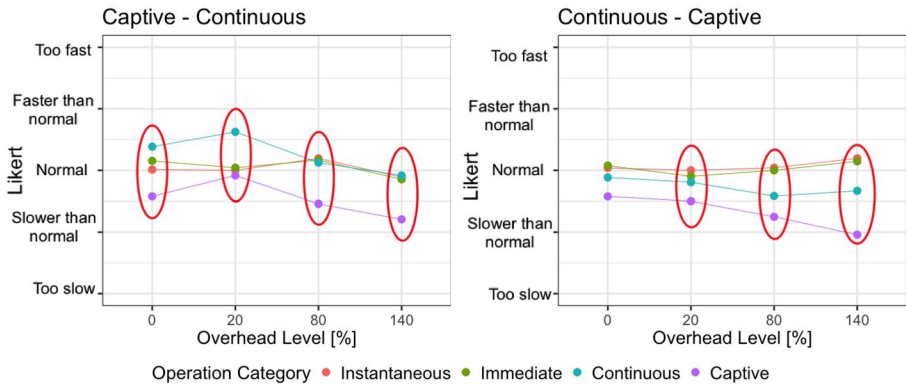 Captive - Continuous
Too fast
Faster than
normal
Normal
Slower than
normal
Too slow
Likert
0 20 80 140
Overhead Level [%]
Continuous - Captive
Too fast
Faster than
normal
Normal
Slower than
normal
Too slow
Likert
0 20 80 140
Overhead Level [%]
Operation Category Instantaneous Immediate Continuous Captive